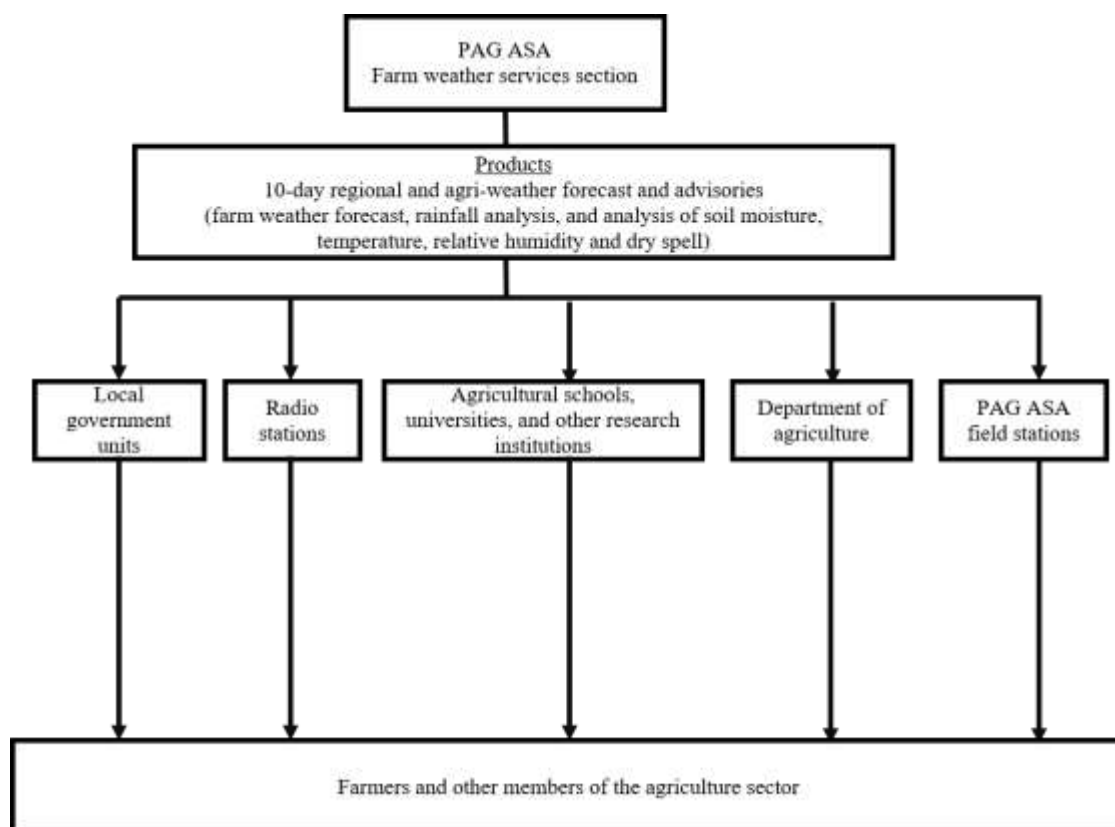 PAG ASA
Farm weather services section
Products
10-day regional and agri-weather forecast and advisories
(farm weather forecast, rainfall analysis, and analysis of soil moisture,
temperature, relative humidity and dry spell)
Local
government
units
Radio
stations
Agricultural schools,
universities, and other research
institutions
Department of
agriculture
PAG ASA
field stations
Farmers and other members of the agriculture sector